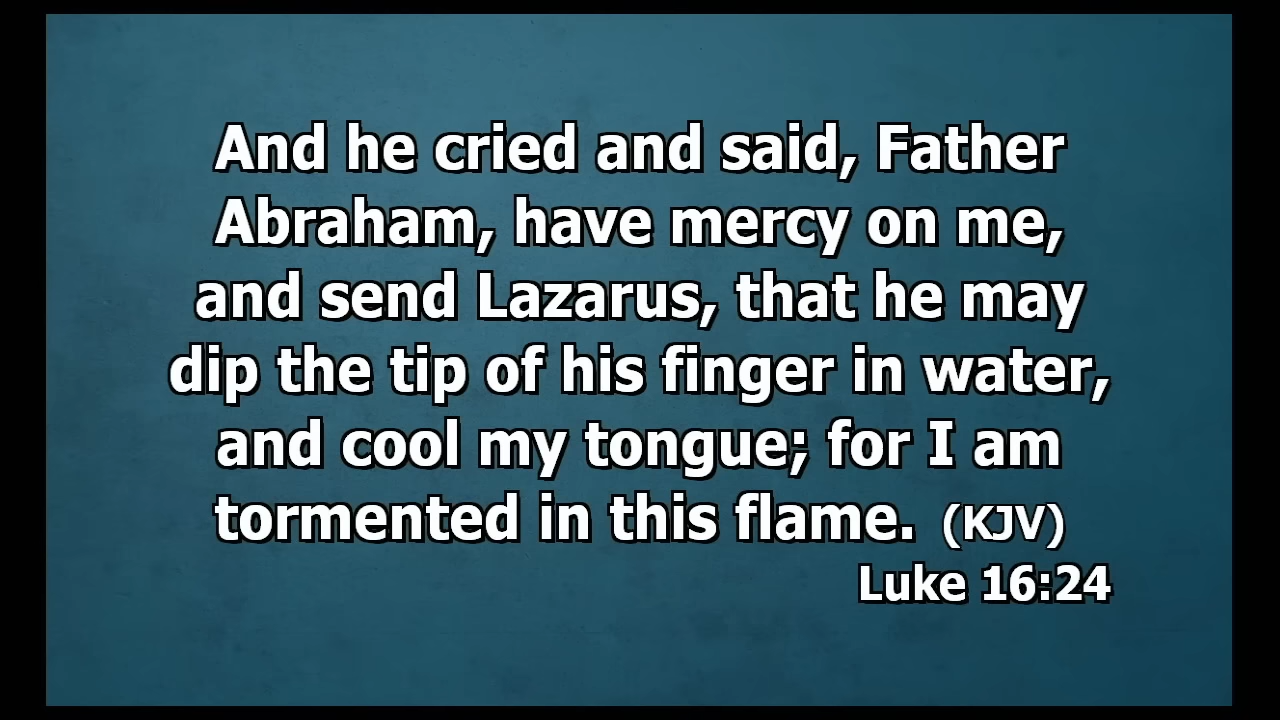 And he cried and said, Father
Abraham, have mercy on me,
and send Lazarus, that he may
dip the tip of his finger in water,
and cool my tongue; for I am
tormented in this flame. (KJV)
Luke 16:24